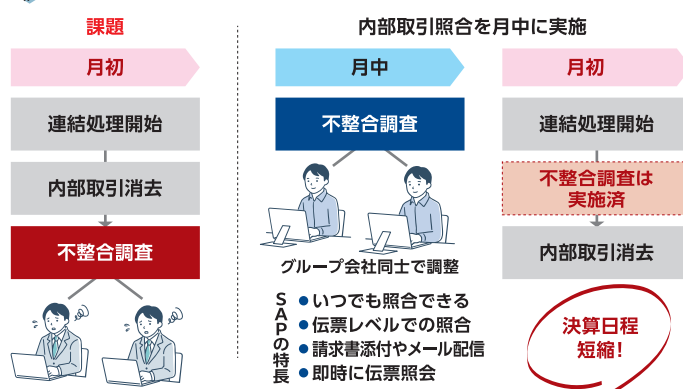 課題
月初
連結処理開始
内部取引消去
不整合調査
内部取引照合を月中に実施
月中
不整合調査
グループ会社同士で調整
SAPの特長
●いつでも照合できる
●伝票レベルでの照合
●請求書添付やメール配信
●即時に伝票照会
月初
連結処理開始
不整合調査は
実施済
内部取引消去
決算日程
短縮！